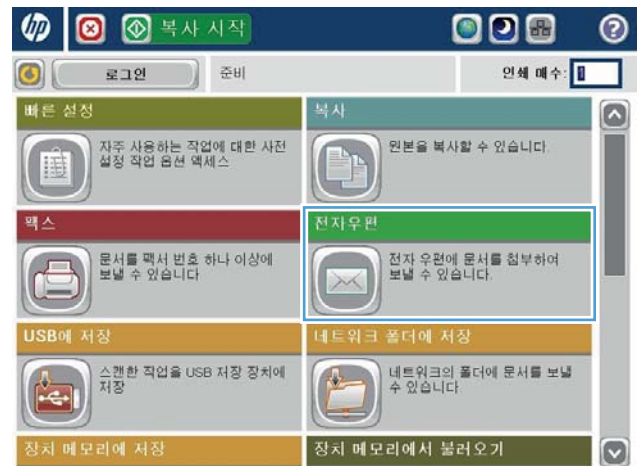 hp
복사 시작
로그인
준비
인쇄 매수: 1
빠른 설정
자주 사용하는 작업에 대한 사전
설정 작업 옵션 액세스
복사
원본을 복사할 수 있습니다.
팩스
문서를 팩서 번호 하나 이상에
보낼 수 있습니다
전자우편
전자 우편에 문서를 첨부하여
보낼 수 있습니다.
USB에 저장
스캔한 작업을 USB 저장 장치에
저장
네트워크 폴더에 저장
네트워크의 폴더에 문서를 보낼
수 있습니다
장치 메모리에 저장
장치 메모리에서 불러오기